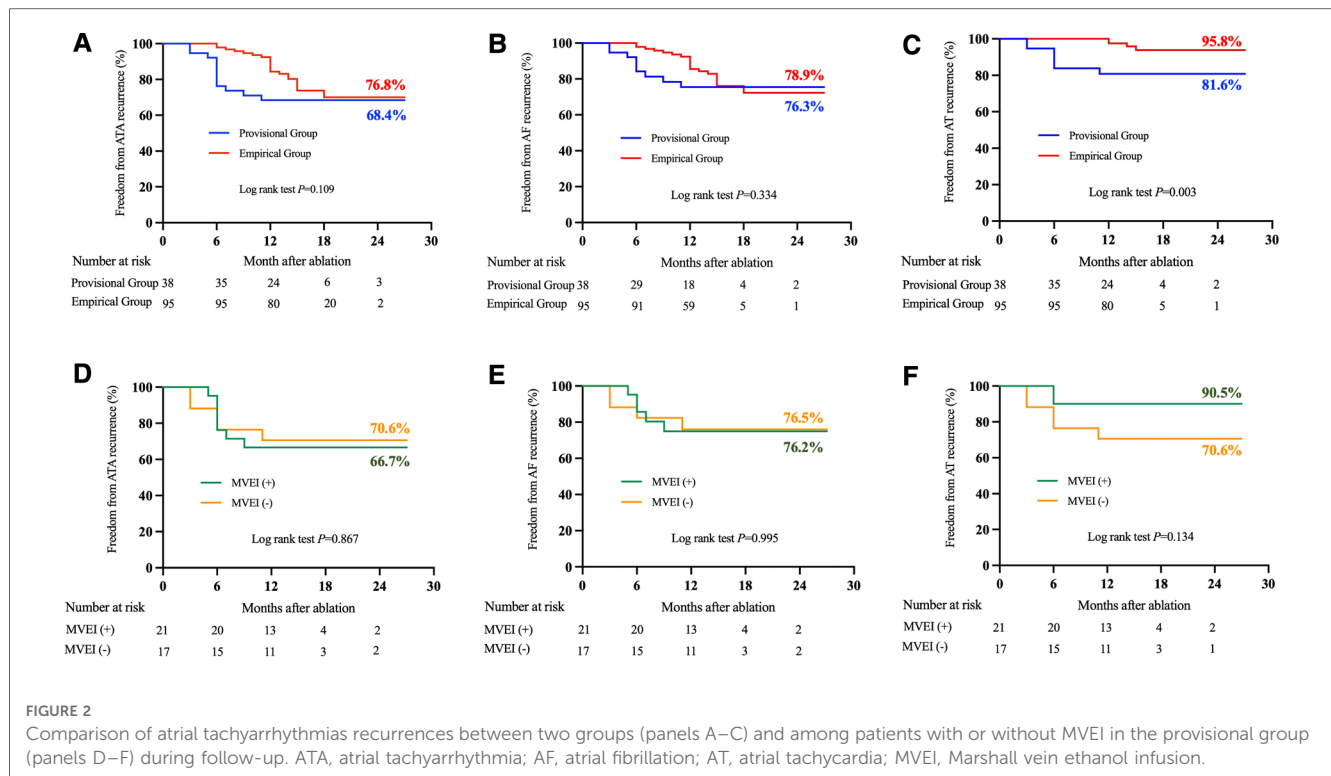 A
Freedom from ATA recurrence (%)
100
80
60
40
20
0
76.8%
68.4%
Provisional Group
Empirical Group
Log rank test P=0.109
0 6 12 18 24 30
Number at risk Month after ablation
Provisional Group 38 35 24 6 3
Empirical Group 95 95 80 20 2
B
Freedom from AF recurrence (%)
100
80
60
40
20
0
78.9%
76.3%
Provisional Group
Empirical Group
Log rank test P=0.334
0 6 12 18 24 30
Number at risk Month after ablation
Provisional Group 38 29 18 4 2
Empirical Group 95 91 59 5 1
C
Freedom from AT recurrence (%)
100
80
60
40
20
0
95.8%
81.6%
Provisional Group
Empirical Group
Log rank test P=0.003
0 6 12 18 24 30
Number at risk Months after ablation
Provisional Group 38 35 24 4 2
Empirical Group 95 95 80 5 1
D
Freedom from ATA recurrence (%)
100
80
60
40
20
0
70.6%
66.7%
MVEI (+)
MVEI (-)
Log rank test P=0.867
0 6 12 18 24 30
Number at risk Months after ablation
MVEI (+) 21 20 13 4 2
MVEI (-) 17 15 11 3 2
E
Freedom from AF recurrence (%)
100
80
60
40
20
0
76.5%
76.2%
MVEI (+)
MVEI (-)
Log rank test P=0.995
0 6 12 18 24 30
Number at risk Months after ablation
MVEI (+) 21 20 13 4 2
MVEI (-) 17 15 11 3 2
F
Freedom from AT recurrence (%)
100
80
60
40
20
0
90.5%
70.6%
MVEI (+)
MVEI (-)
Log rank test P=0.134
0 6 12 18 24 30
Number at risk Months after ablation
MVEI (+) 21 20 13 4 2
MVEI (-) 17 15 11 3 1
FIGURE 2
Comparison of atrial tachyarrhythmias recurrences between two groups (panels A–C) and among patients with or without MVEI in the provisional group
(panels D–F) during follow-up. ATA, atrial tachyarrhythmia; AF, atrial fibrillation; AT, atrial tachycardia; MVEI, Marshall vein ethanol infusion.